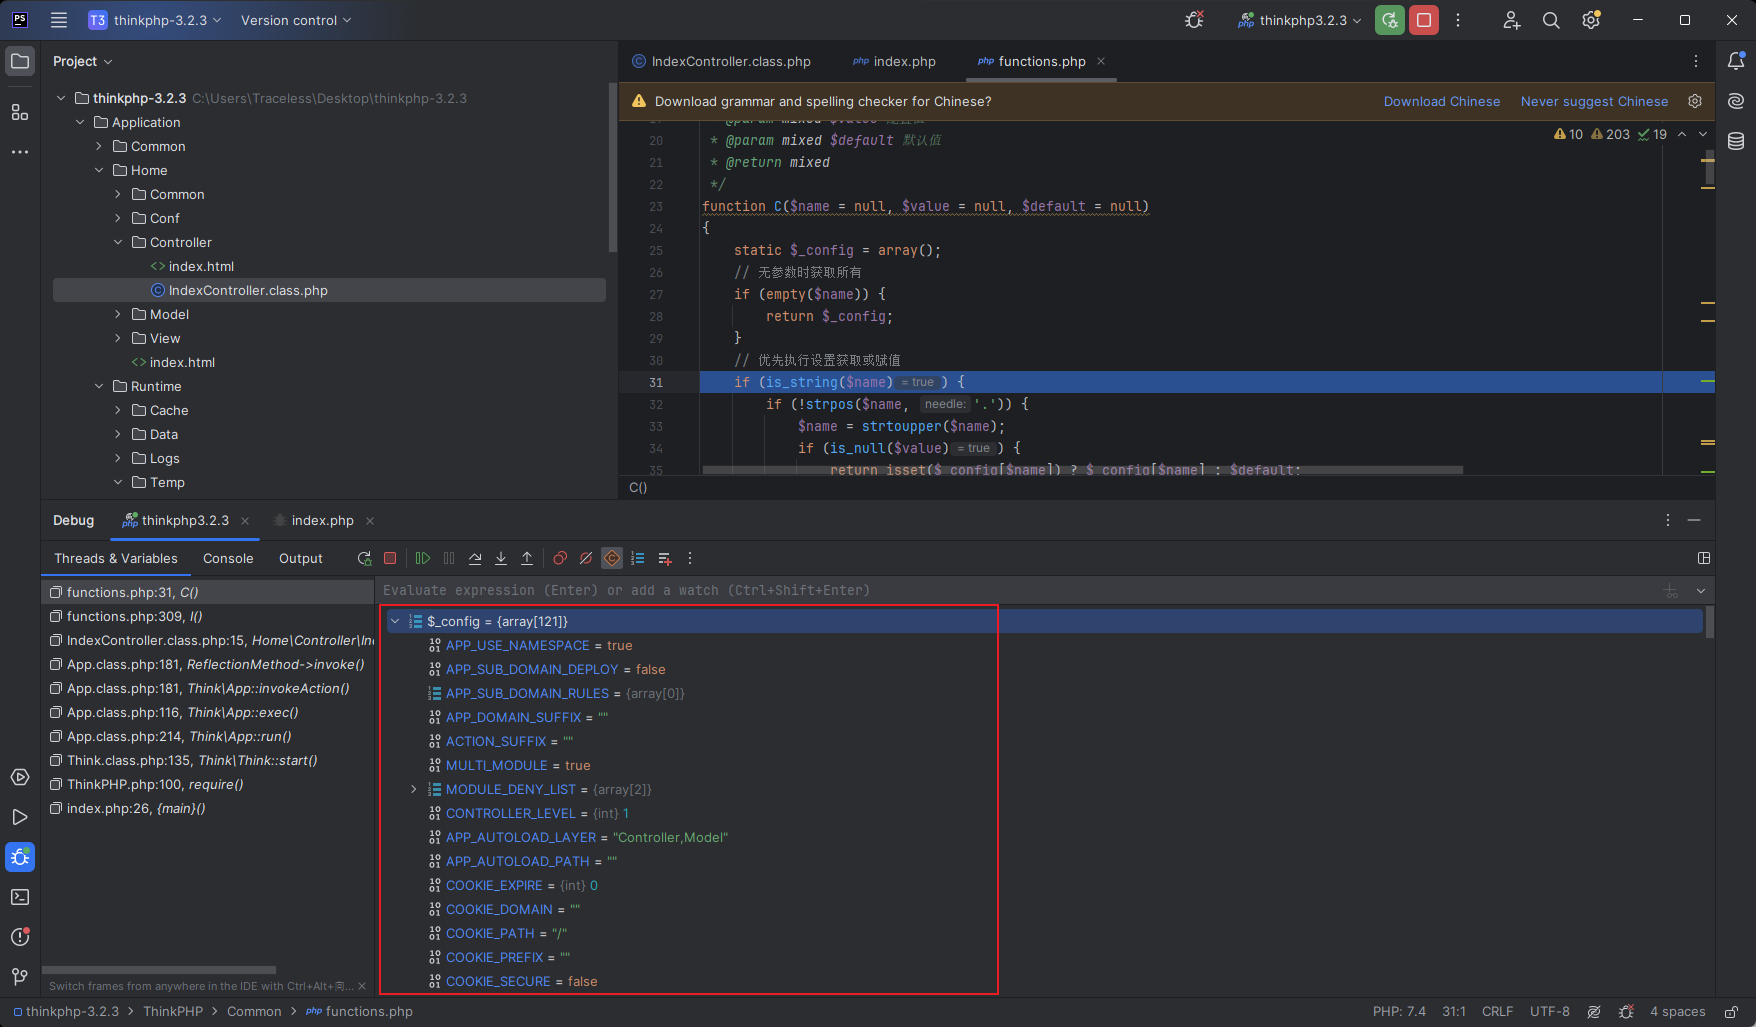 PS T3 thinkphp-3.2.3 Version control thinkphp3.2.3
Project
thinkphp-3.2.3 C:\Users\Traceless\Desktop\thinkphp-3.2.3
Application
Common
Home
Common
Conf
Controller
index.html
IndexController.class.php
Model
View
index.html
Runtime
Cache
Data
Logs
Temp
IndexController.class.php index.php functions.php
Download grammar and spelling checker for Chinese? Download Chinese Never suggest Chinese
10 203 19
19 * @param mixed $value 配置值
20 * @param mixed $default 默认值
21 * @return mixed
22 */
23 function C($name = null, $value = null, $default = null)
24 {
25 static $_config = array();
26 // 无参数时获取所有
27 if (empty($name)) {
28 return $_config;
29 }
30 // 优先执行设置获取或赋值
31 if (is_string($name) = true ) {
32 if (!strpos($name, needle: '.')) {
33 $name = strtoupper($name);
34 if (is_null($value) = true ) {
35 return isset($_config[$name]) ? $_config[$name] : $default;
C()
Debug thinkphp3.2.3 index.php
Threads & Variables Console Output
functions.php:31, C()
functions.php:309, I()
IndexController.class.php:15, Home\Controller\Ind
App.class.php:181, ReflectionMethod->invoke()
App.class.php:181, Think\App::invokeAction()
App.class.php:116, Think\App::exec()
App.class.php:214, Think\App::run()
Think.class.php:135, Think\Think::start()
ThinkPHP.php:100, require()
index.php:26, {main}()
Switch frames from anywhere in the IDE with Ctrl+Alt+向...
Evaluate expression (Enter) or add a watch (Ctrl+Shift+Enter)
$_config = {array[121]}
APP_USE_NAMESPACE = true
APP_SUB_DOMAIN_DEPLOY = false
APP_SUB_DOMAIN_RULES = {array[0]}
APP_DOMAIN_SUFFIX = ""
ACTION_SUFFIX = ""
MULTI_MODULE = true
MODULE_DENY_LIST = {array[2]}
CONTROLLER_LEVEL = {int} 1
APP_AUTOLOAD_LAYER = "Controller,Model"
APP_AUTOLOAD_PATH = ""
COOKIE_EXPIRE = {int} 0
COOKIE_DOMAIN = ""
COOKIE_PATH = "/"
COOKIE_PREFIX = ""
COOKIE_SECURE = false
thinkphp-3.2.3 > ThinkPHP > Common > functions.php PHP: 7.4 31:1 CRLF UTF-8 4 spaces